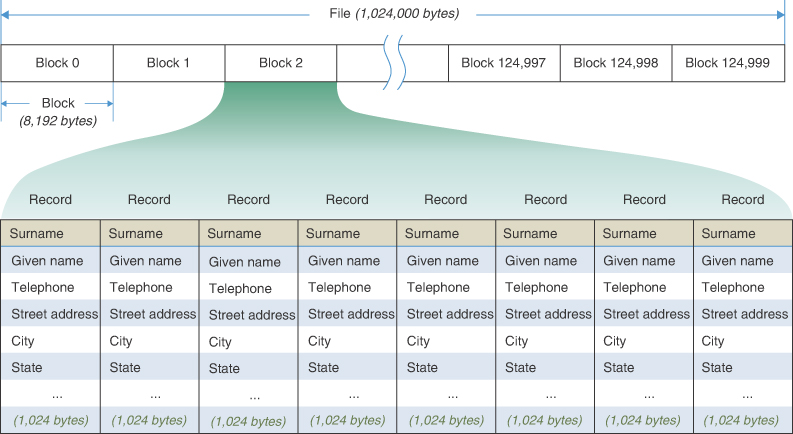 File (1,024,000 bytes)
Block 0 Block 1 Block 2 Block 124,997 Block 124,998 Block 124,999
Block
(8,192 bytes)
Record Record Record Record Record Record Record Record
Surname Surname Surname Surname Surname Surname Surname Surname
Given name Given name Given name Given name Given name Given name Given name Given name
Telephone Telephone Telephone Telephone Telephone Telephone Telephone Telephone
Street address Street address Street address Street address Street address Street address Street address Street address
City City City City City City City City
State State State State State State State State
... ... ... ... ... ... ... ...
(1,024 bytes) (1,024 bytes) (1,024 bytes) (1,024 bytes) (1,024 bytes) (1,024 bytes) (1,024 bytes) (1,024 bytes)